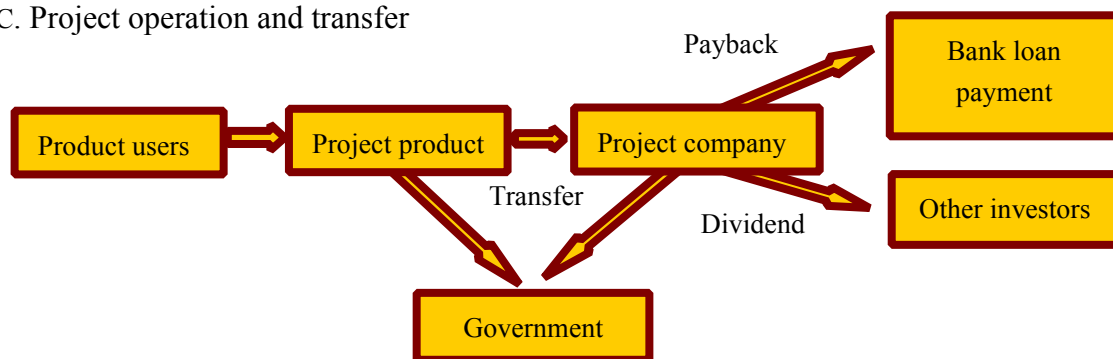 C. Project operation and transfer
Payback
Bank loan
payment
Product users
Project product
Project company
Transfer
Dividend
Other investors
Government